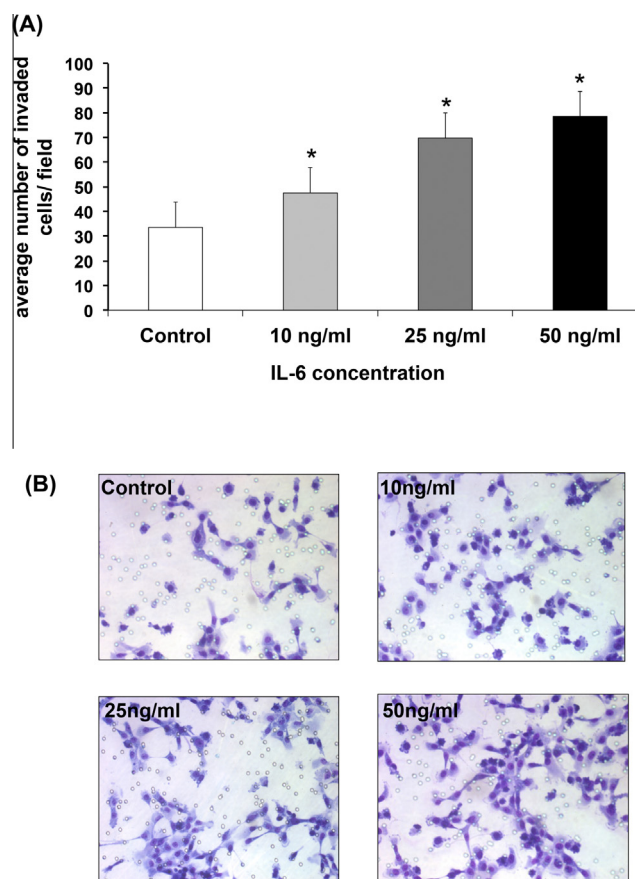 (A)
average number of invaded
cells/ field
100
90
80
70
60
50
40
30
20
10
0
*
*
*
Control
10 ng/ml
25 ng/ml
50 ng/ml
IL-6 concentration
(B)
Control
10ng/ml
25ng/ml
50ng/ml